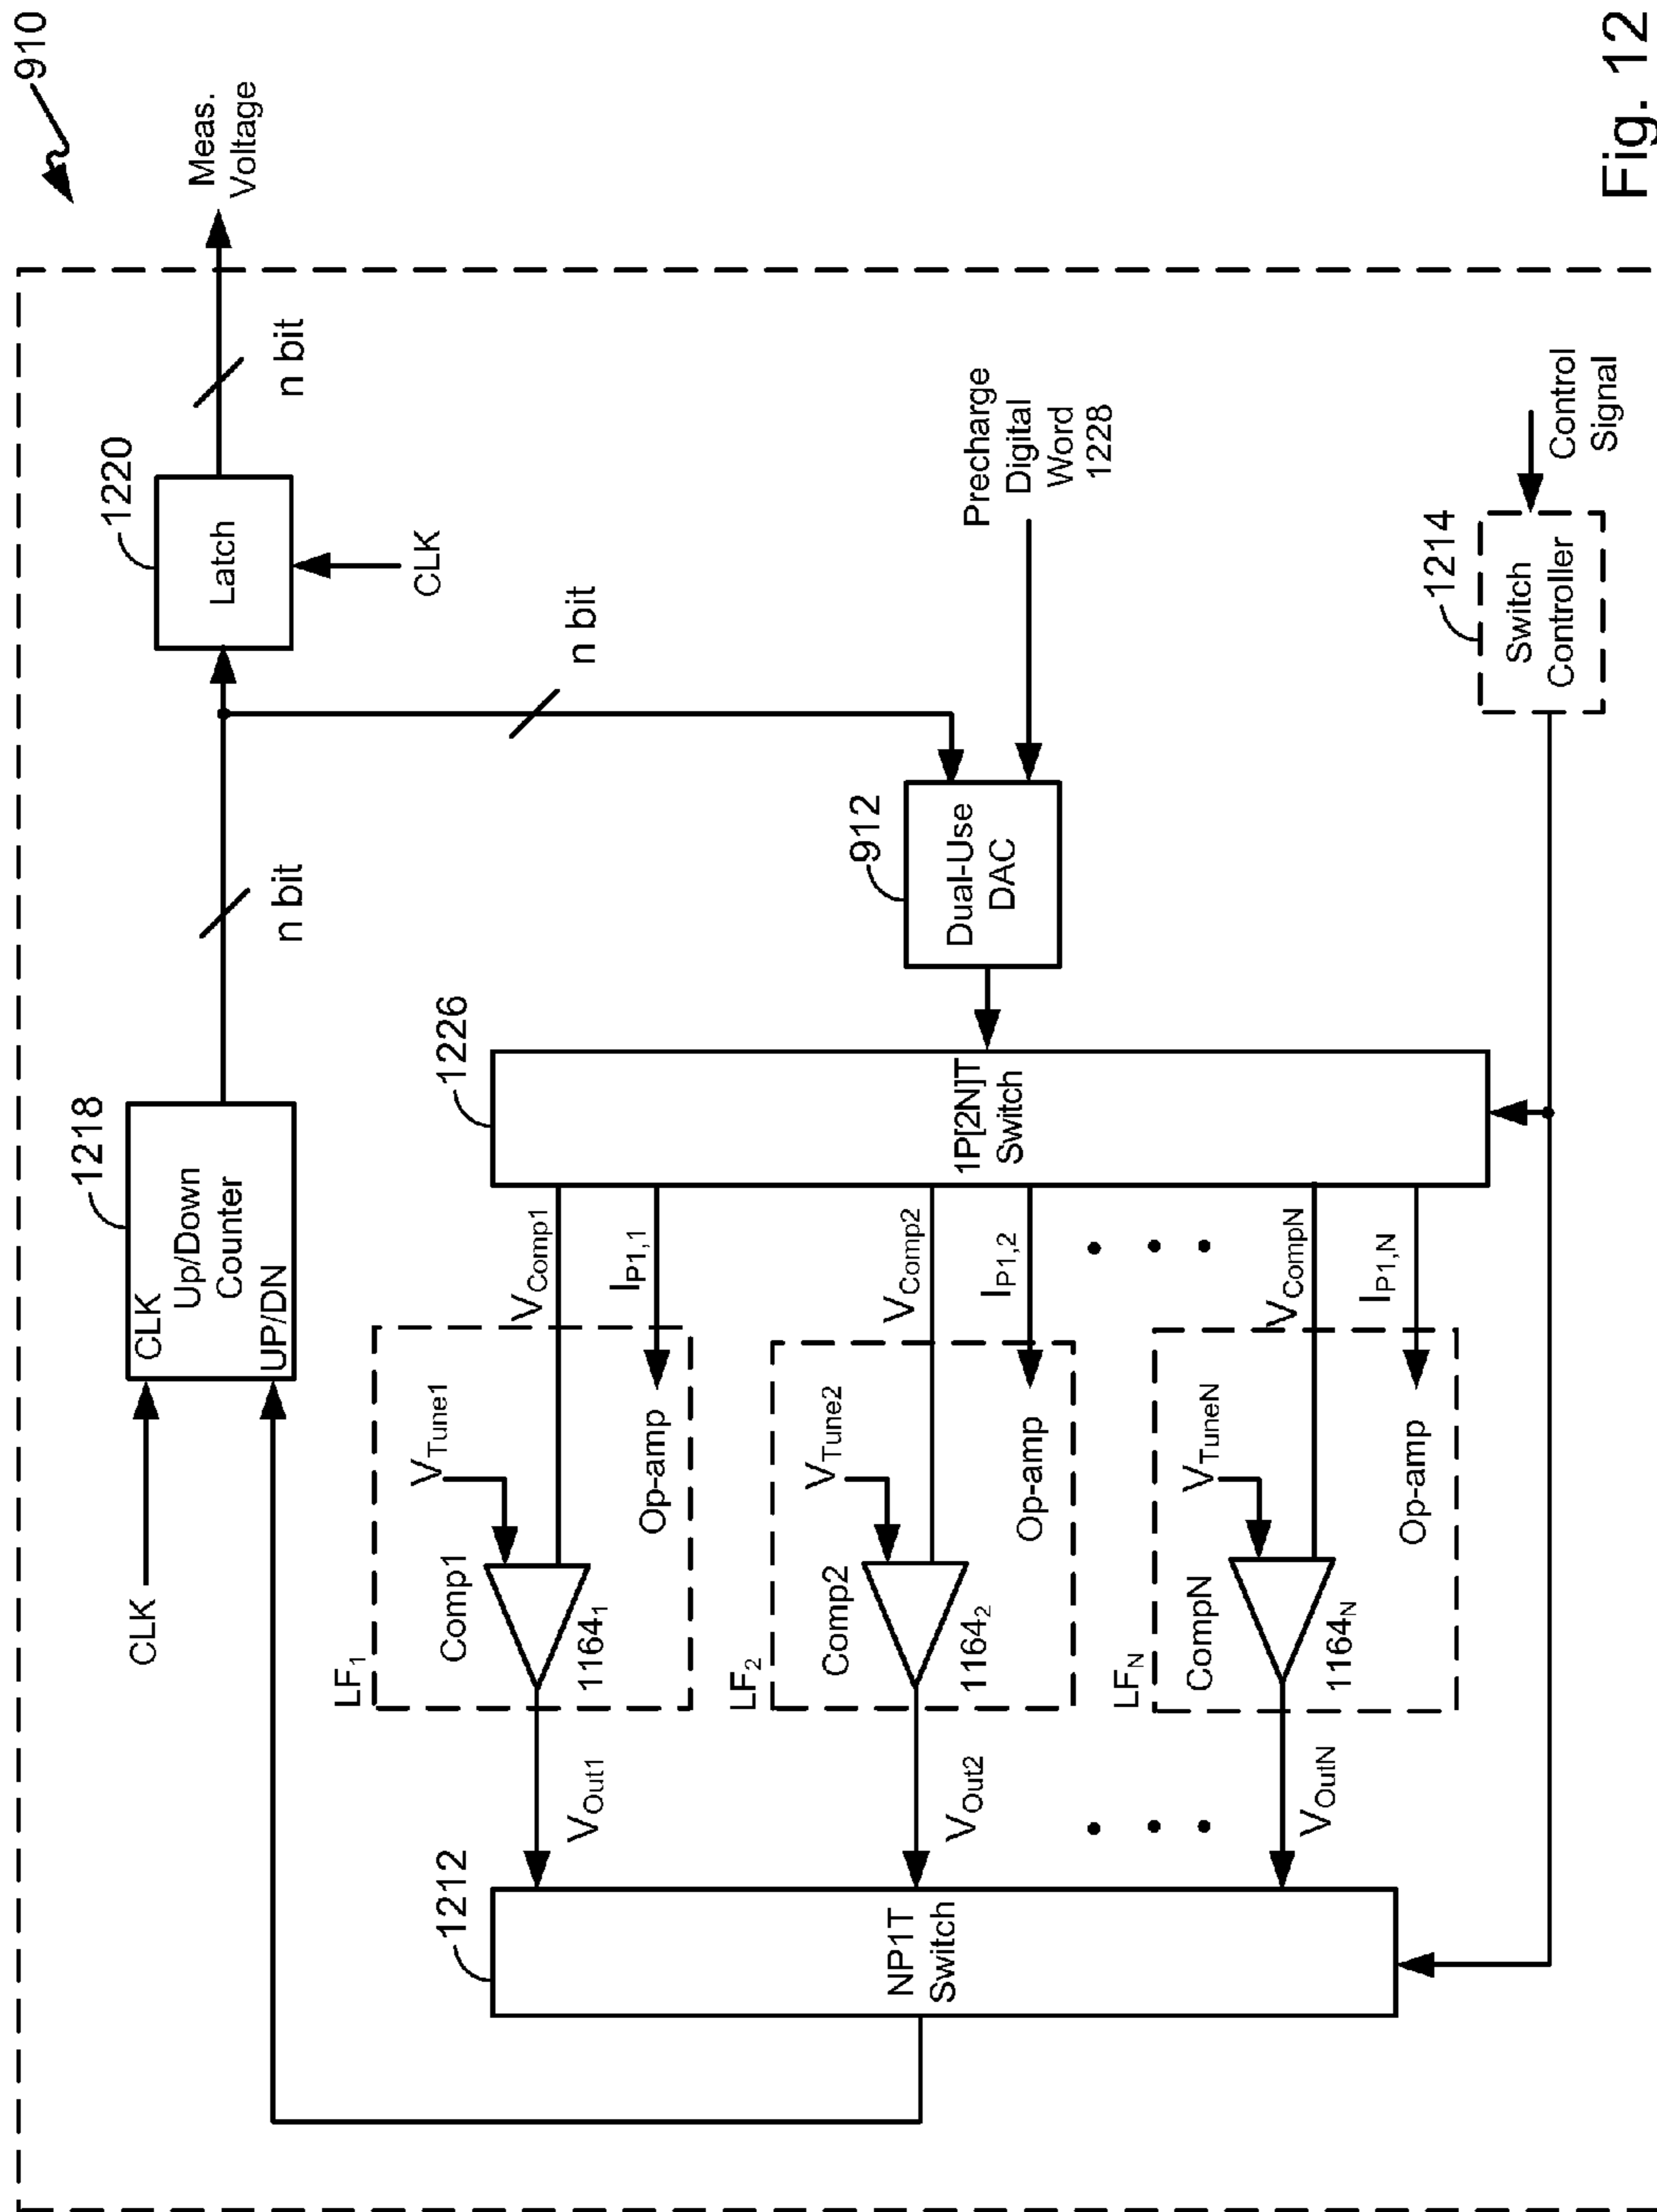 910
Meas.
Voltage
n bit
1220
Latch
CLK
n bit
n bit
1218
CLK
Up/Down
Counter
UP/DN
CLK
Precharge
Digital
Word
1228
912
Dual-Use
DAC
1226
1P[2N]T
Switch
V_Comp1
I_P1,1
V_Comp2
I_P1,2
V_CompN
I_P1,N
LF_1
V_Tune1
Comp1
1164_1
Op-amp
LF_2
V_Tune2
Comp2
1164_2
Op-amp
LF_N
V_TuneN
CompN
1164_N
Op-amp
V_Out1
V_Out2
V_OutN
1212
NP1T
Switch
1214
Switch
Controller
Control
Signal
Fig. 12